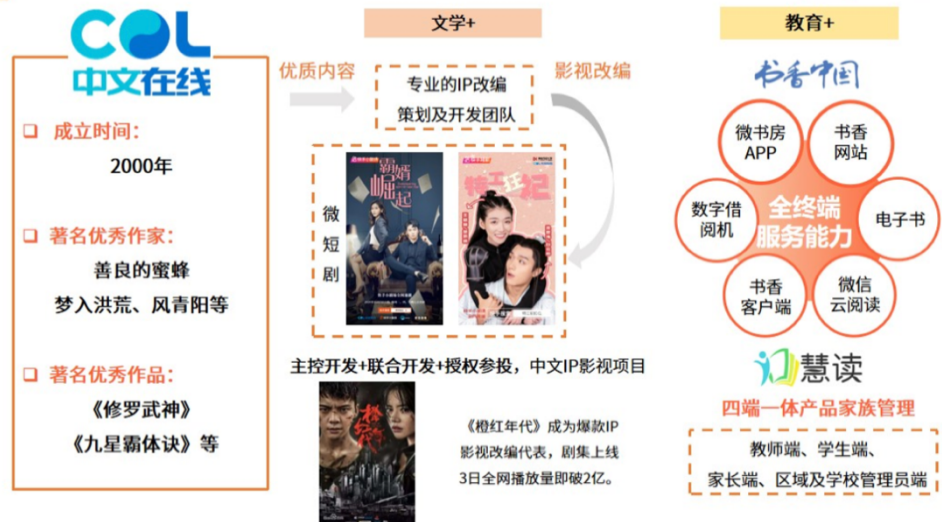 COL
中文在线
成立时间：
2000年
著名优秀作家：
善良的蜜蜂
梦入洪荒、风青阳等
著名优秀作品：
《修罗武神》
《九星霸体诀》等
文学+
优质内容
专业的IP改编
策划及开发团队
影视改编
微
短
剧
霸婿
崛起
特工狂妃
主控开发+联合开发+授权参投，中文IP影视项目
橙红年代
《橙红年代》成为爆款IP
影视改编代表，剧集上线
3日全网播放量即破2亿。
教育+
书香中国
微书房
APP
书香
网站
数字借
阅机
全终端
服务能力
电子书
书香
客户端
微信
云阅读
慧读
四端一体产品家族管理
教师端、学生端、
家长端、区域及学校管理员端